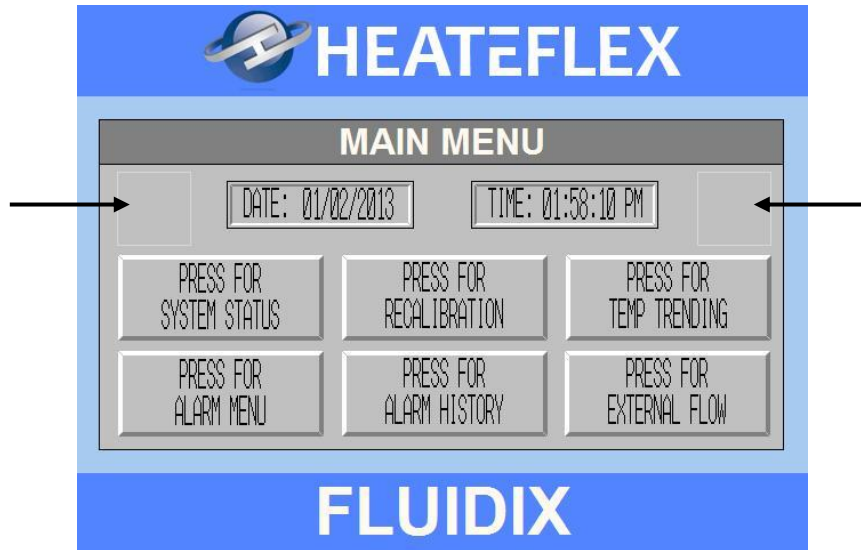 HEATEFLEX
MAIN MENU
DATE: 01/02/2013 TIME: 01:58:10 PM
PRESS FOR PRESS FOR PRESS FOR
SYSTEM STATUS RECALIBRATION TEMP TRENDING
PRESS FOR PRESS FOR PRESS FOR
ALARM MENU ALARM HISTORY EXTERNAL FLOW
FLUIDIX